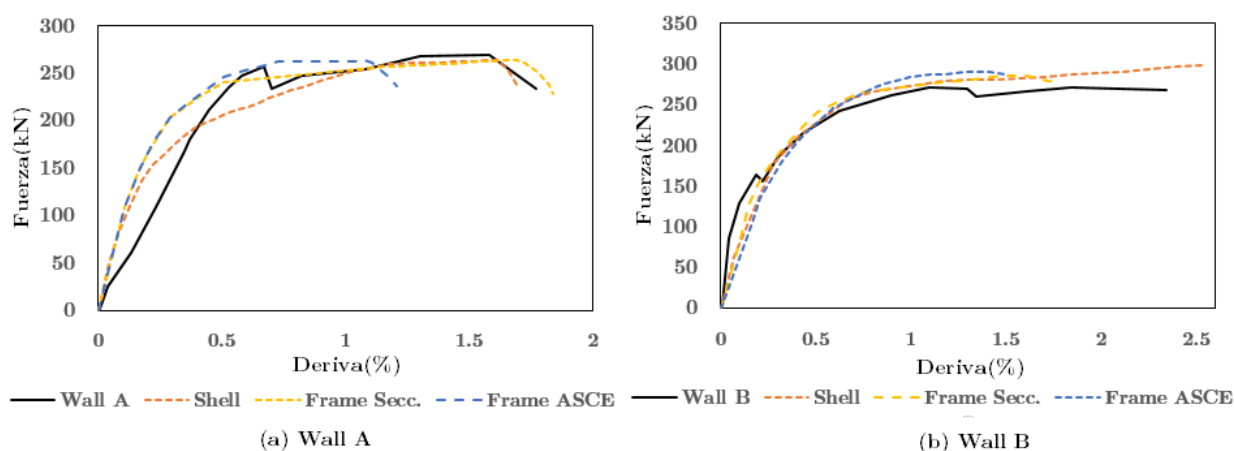 300
250
200
150
100
50
0
Fuerza(kN)
0 0.5 1 1.5 2
Deriva(%)
Wall A Shell Frame Secc. Frame ASCE
(a) Wall A
350
300
250
200
150
100
50
0
Fuerza(kN)
0 0.5 1 1.5 2 2.5
Deriva(%)
Wall B Shell Frame Secc. Frame ASCE
(b) Wall B